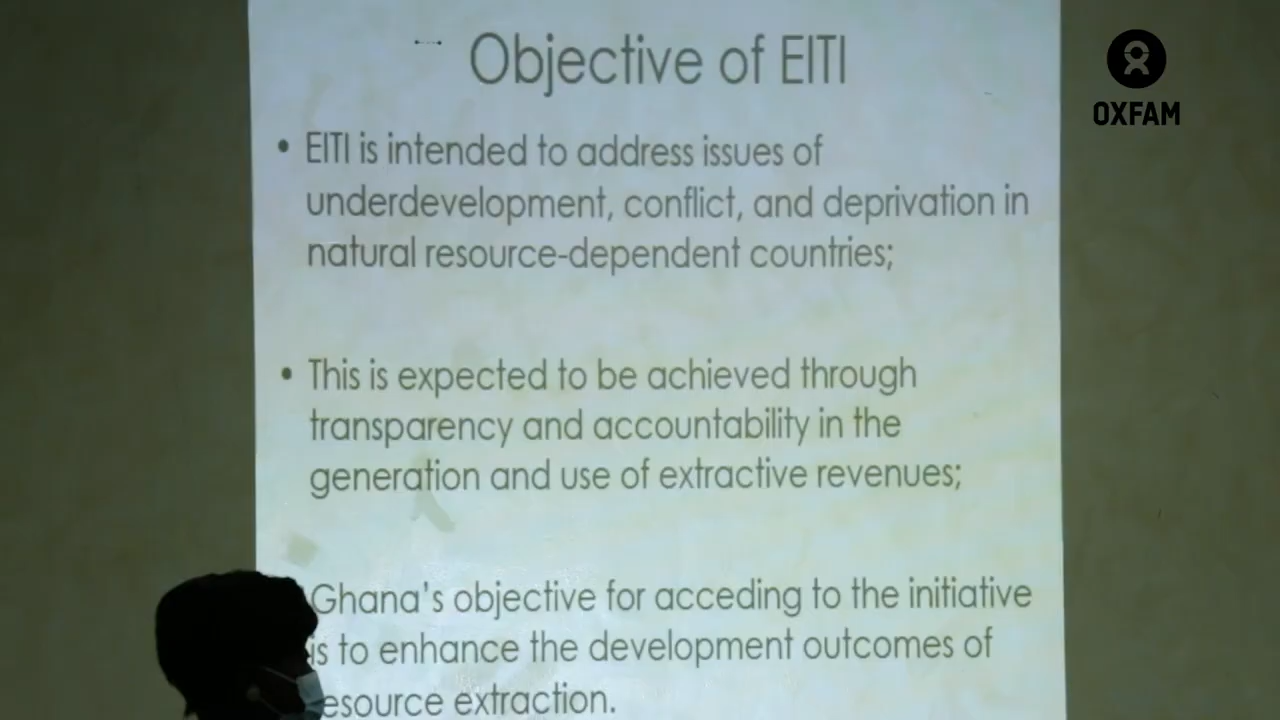 Objective of EITI
OXFAM
• EITI is intended to address issues of
underdevelopment, conflict, and deprivation in
natural resource-dependent countries;
• This is expected to be achieved through
transparency and accountability in the
generation and use of extractive revenues;
Ghana's objective for acceding to the initiative
is to enhance the development outcomes of
esource extraction.